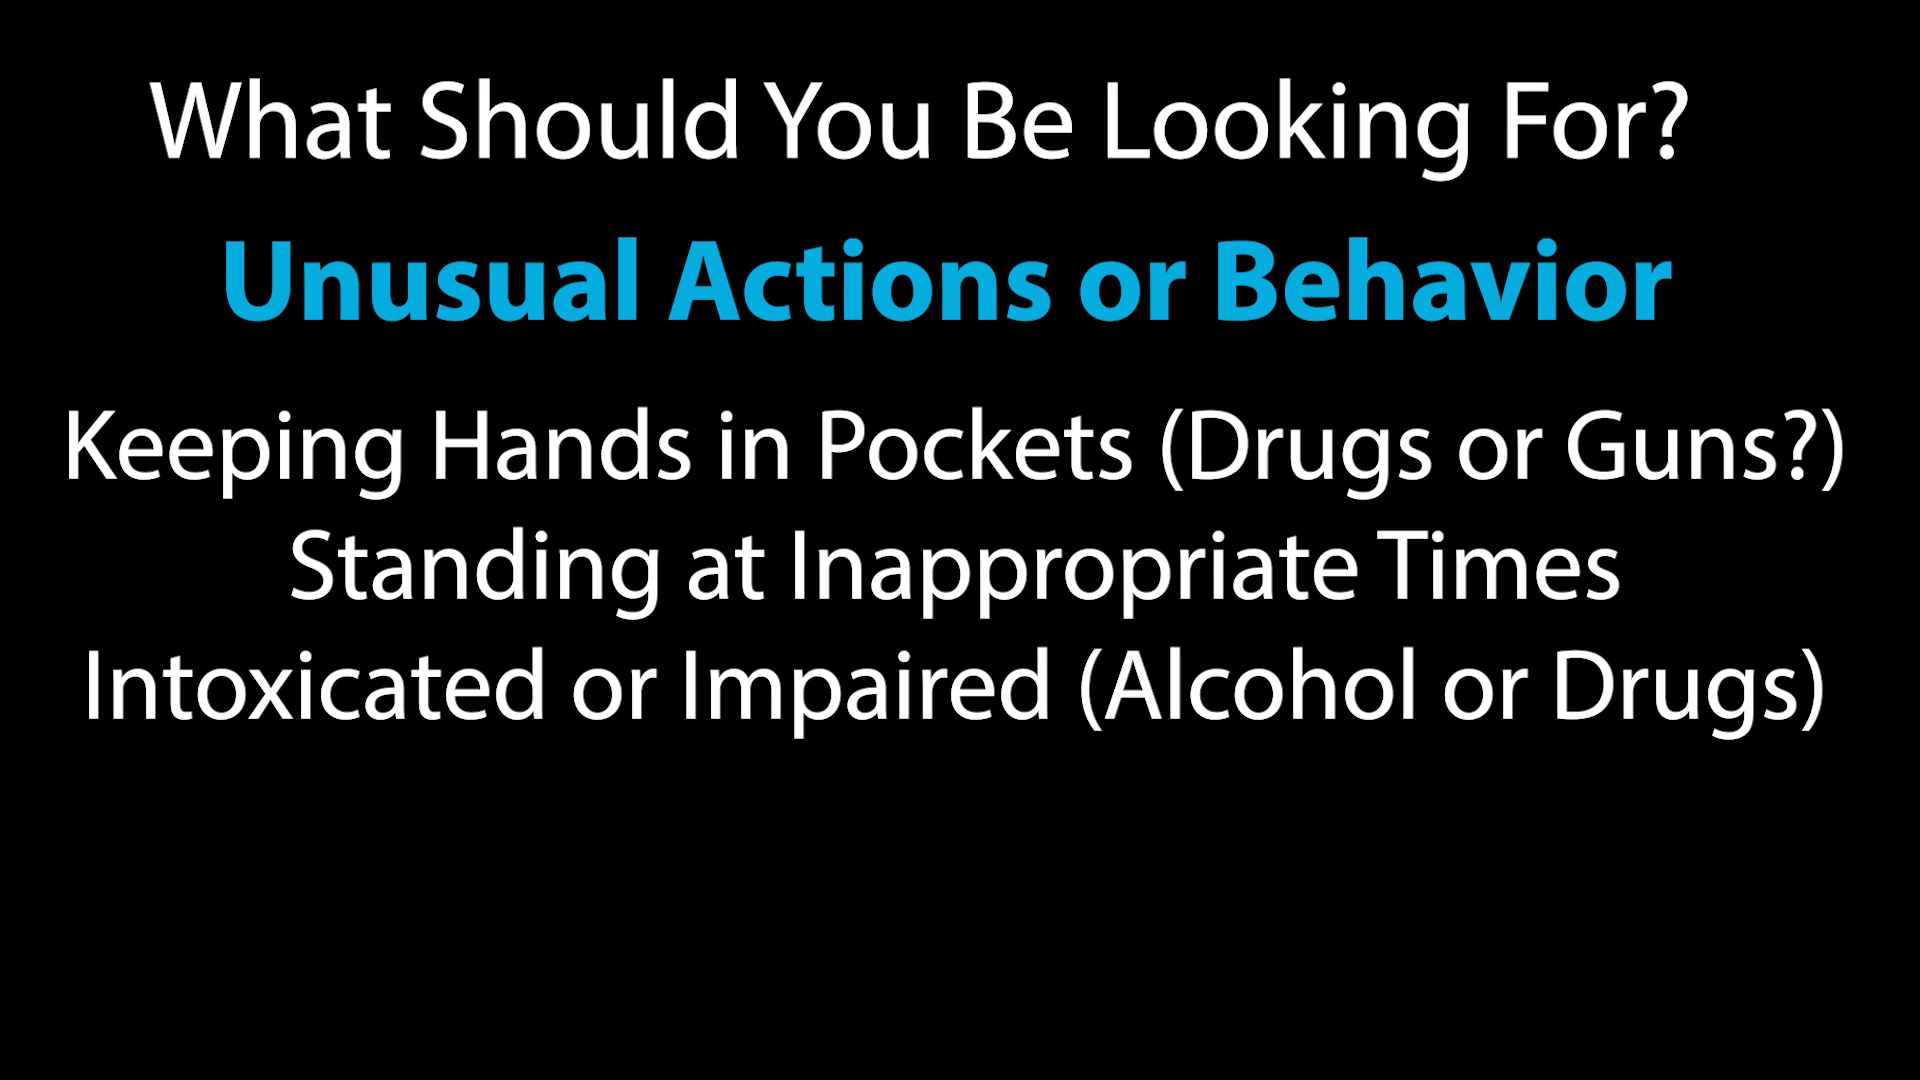 What Should You Be Looking For?
Unusual Actions or Behavior
Keeping Hands in Pockets (Drugs or Guns?)
Standing at Inappropriate Times
Intoxicated or Impaired (Alcohol or Drugs)